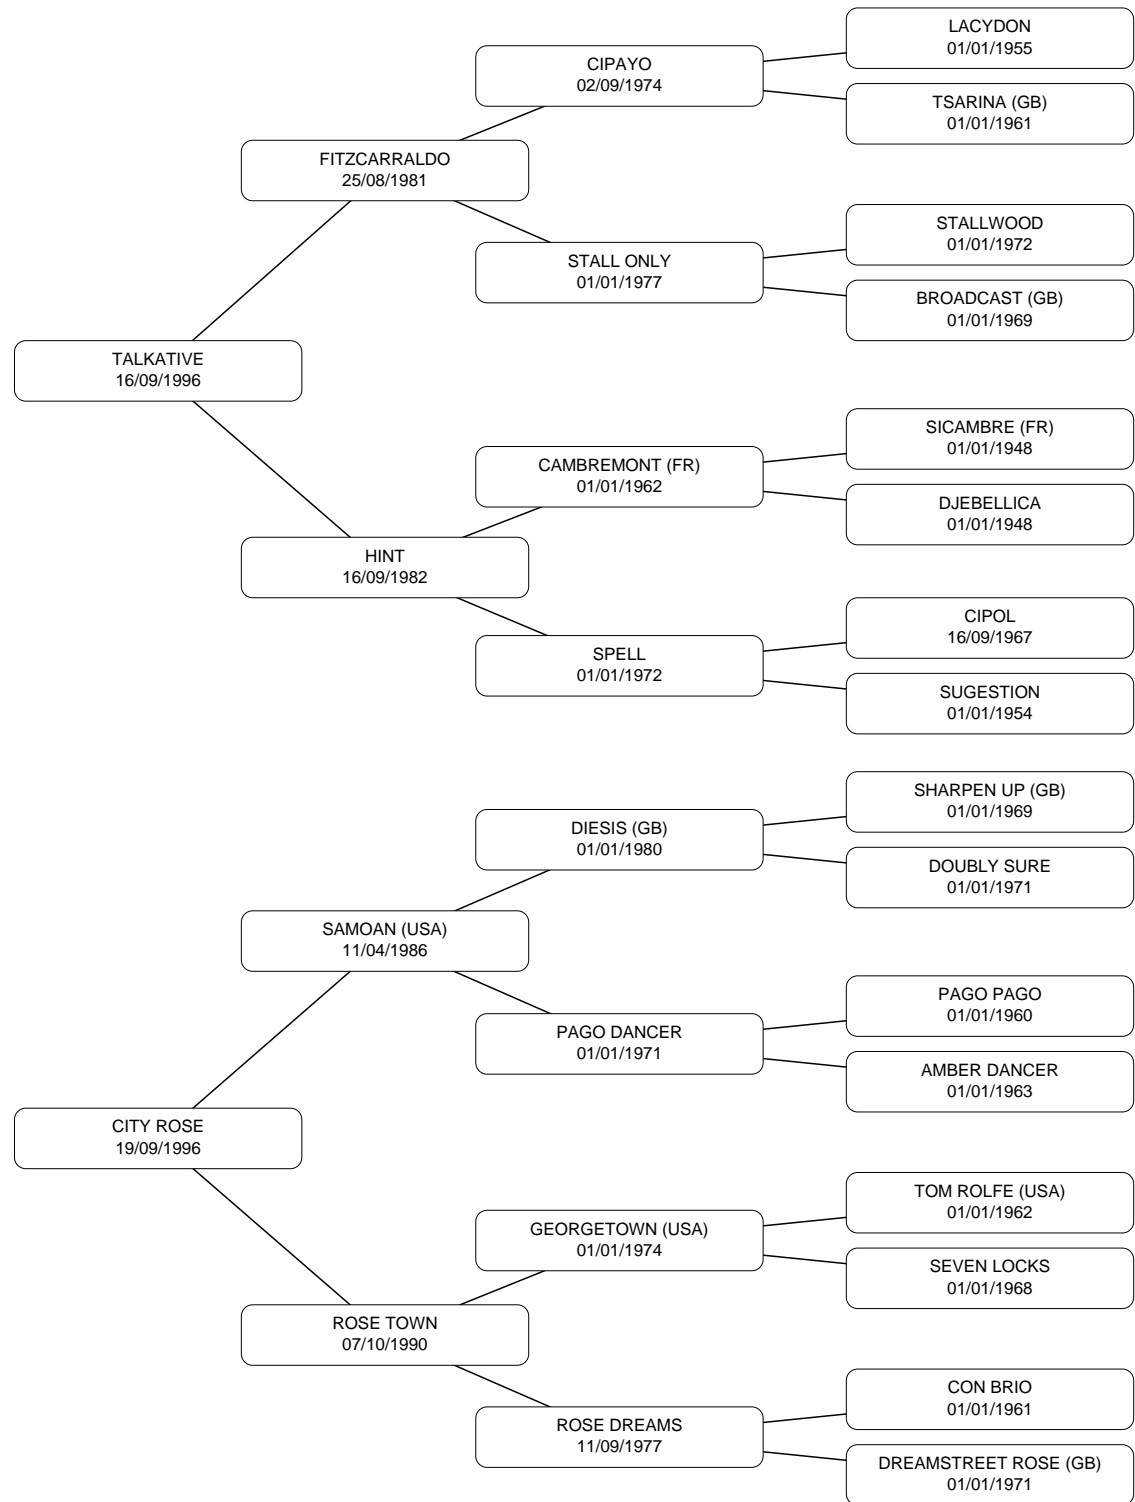 LACYDON
01/01/1955
CIPAYO
02/09/1974
TSARINA (GB)
01/01/1961
FITZCARRALDO
25/08/1981
STALLWOOD
01/01/1972
STALL ONLY
01/01/1977
BROADCAST (GB)
01/01/1969
TALKATIVE
16/09/1996
SICAMBRE (FR)
01/01/1948
CAMBREMONT (FR)
01/01/1962
DJEBELLICA
01/01/1948
HINT
16/09/1982
CIPOL
16/09/1967
SPELL
01/01/1972
SUGESTION
01/01/1954
SHARPEN UP (GB)
01/01/1969
DIESIS (GB)
01/01/1980
DOUBLY SURE
01/01/1971
SAMOAN (USA)
11/04/1986
PAGO PAGO
01/01/1960
PAGO DANCER
01/01/1971
AMBER DANCER
01/01/1963
CITY ROSE
19/09/1996
TOM ROLFE (USA)
01/01/1962
GEORGETOWN (USA)
01/01/1974
SEVEN LOCKS
01/01/1968
ROSE TOWN
07/10/1990
CON BRIO
01/01/1961
ROSE DREAMS
11/09/1977
DREAMSTREET ROSE (GB)
01/01/1971